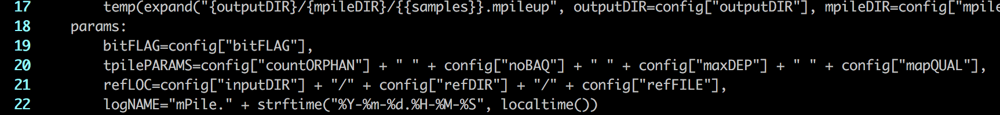 17 temp(expand("{outputDIR}/{mpileDIR}/{{samples}}.mpileup", outputDIR=config["outputDIR"], mpileDIR=config["mpile
18 params:
19 bitFLAG=config["bitFLAG"],
20 tpilePARAMS=config["countORPHAN"] + " " + config["noBAQ"] + " " + config["maxDEP"] + " " + config["mapQUAL"],
21 refLOC=config["inputDIR"] + "/" + config["refDIR"] + "/" + config["refFILE"],
22 logNAME="mPile." + strftime("%Y-%m-%d.%H-%M-%S", localtime())